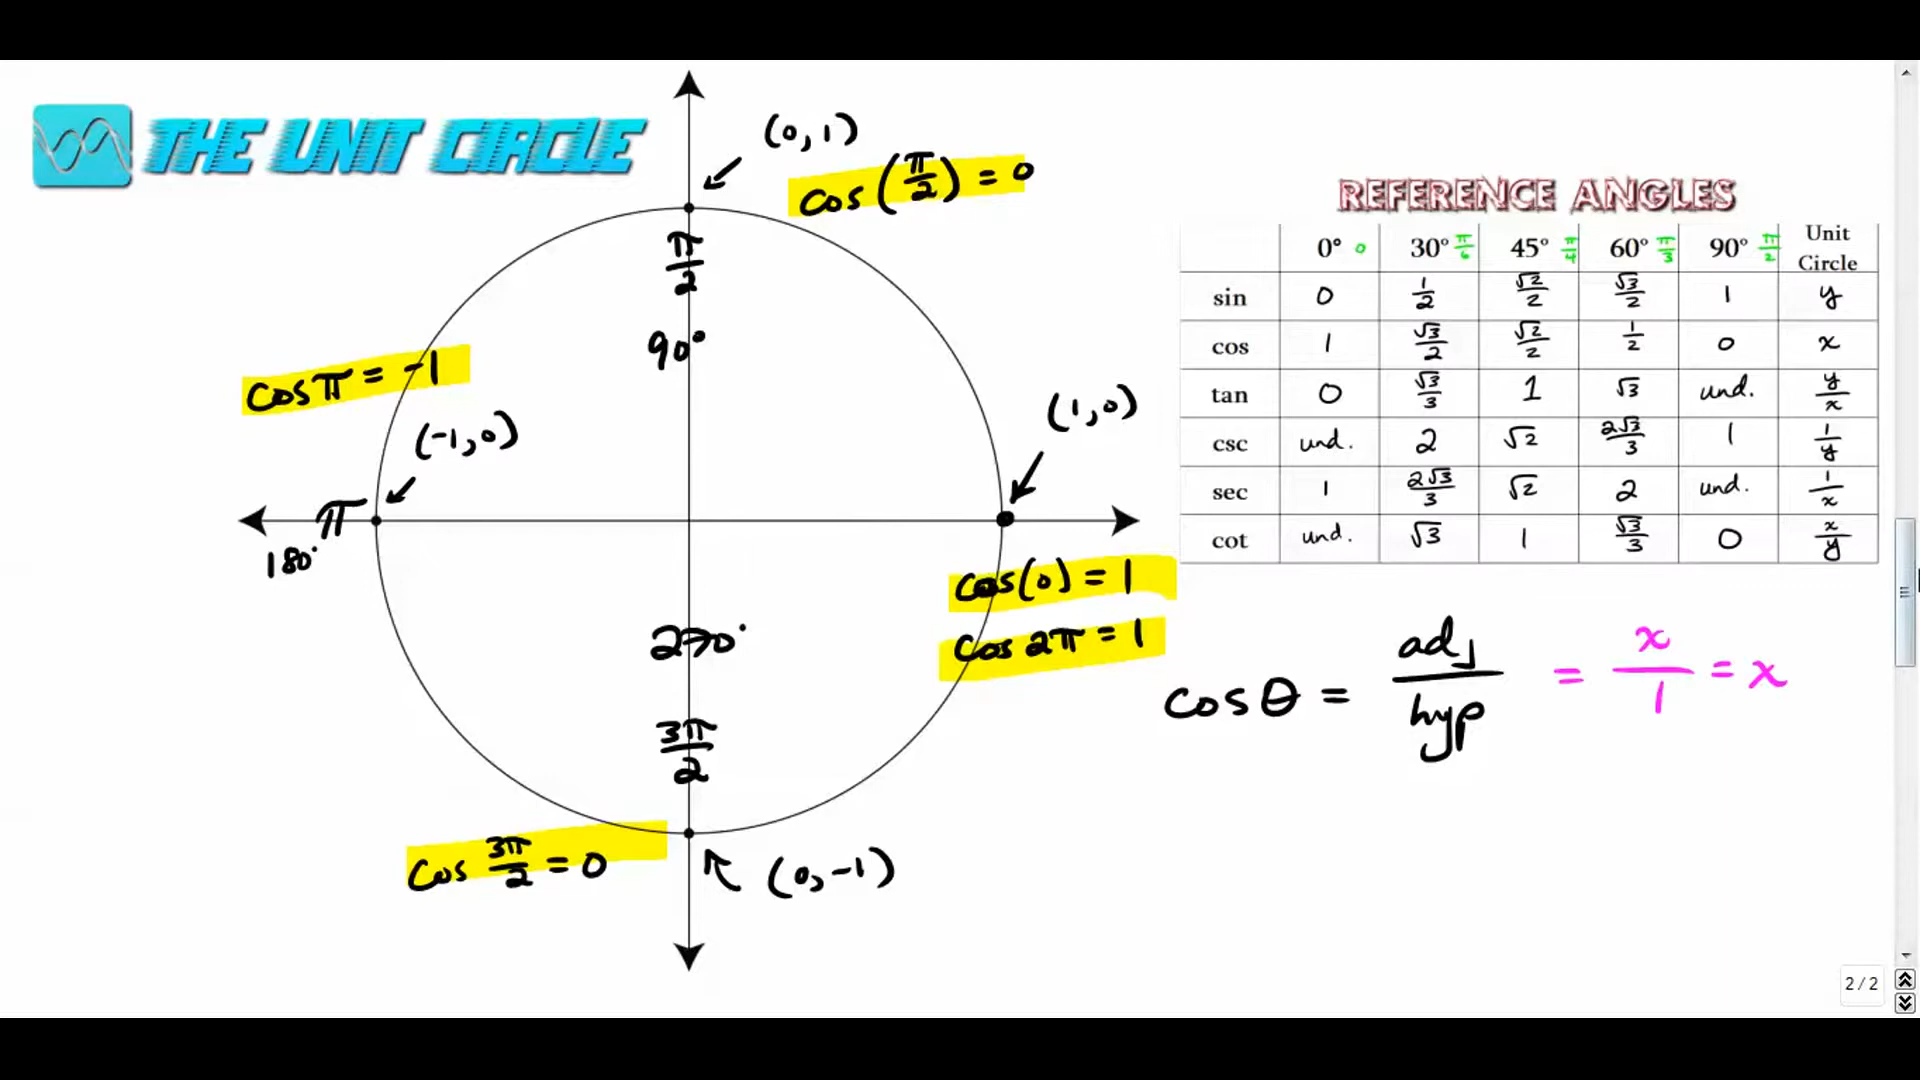 THE UNIT CIRCLE
(0,1)
cos(π/2) = 0
π/2
90°
cosπ = -1
(-1,0)
π
180°
(1,0)
cos(0) = 1
cos 2π = 1
270°
3π/2
cos 3π/2 = 0
(0,-1)
REFERENCE ANGLES
0° 0 30° π/6 45° π/4 60° π/3 90° π/2 Unit Circle
sin 0 1/2 √2/2 √3/2 1 y
cos 1 √3/2 √2/2 1/2 0 x
tan 0 √3/3 1 √3 und. y/x
csc und. 2 √2 2√3/3 1 1/y
sec 1 2√3/3 √2 2 und. 1/x
cot und. √3 1 √3/3 0 x/y
cosθ = adj/hyp = x/1 = x
2/2